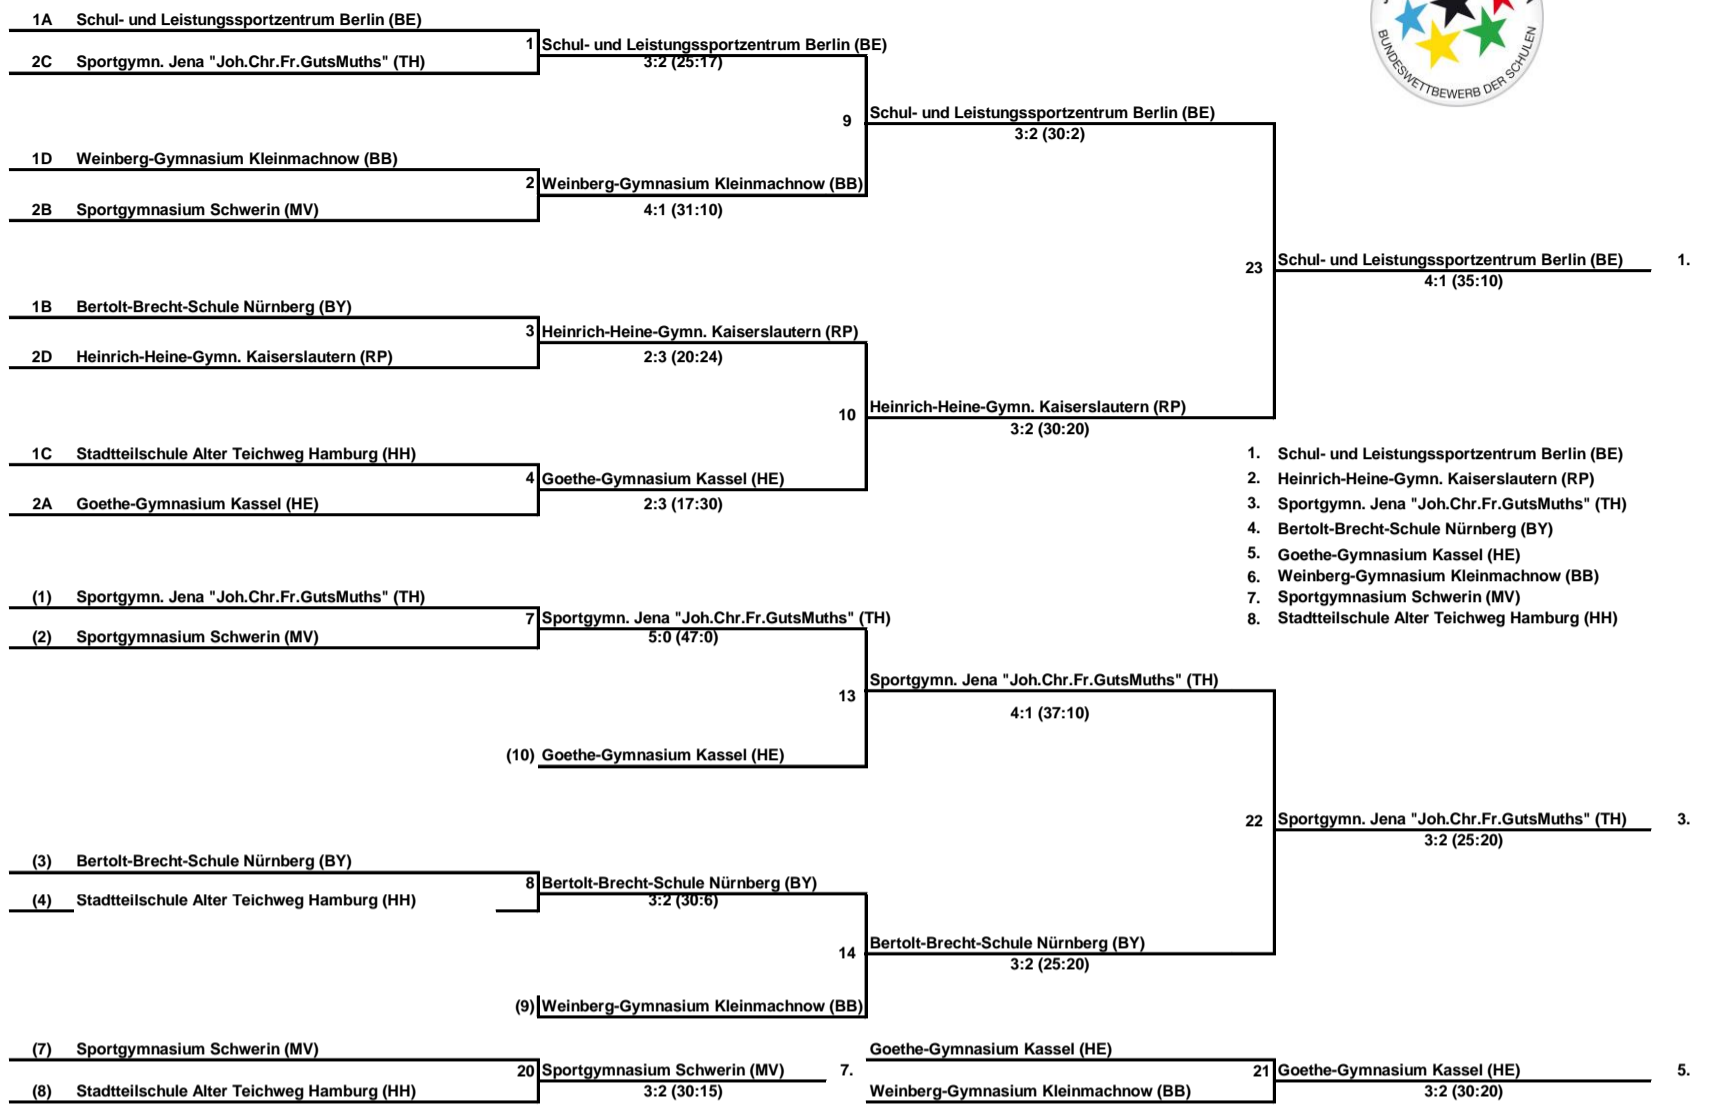 1A Schul- und Leistungssportzentrum Berlin (BE)
1 Schul- und Leistungssportzentrum Berlin (BE)
2C Sportgymn. Jena "Joh.Chr.Fr.GutsMuths" (TH)
3:2 (25:17)
BUNDESWETTBEWERB DER SCHULEN
9 Schul- und Leistungssportzentrum Berlin (BE)
3:2 (30:2)
1D Weinberg-Gymnasium Kleinmachnow (BB)
2 Weinberg-Gymnasium Kleinmachnow (BB)
2B Sportgymnasium Schwerin (MV)
4:1 (31:10)
23 Schul- und Leistungssportzentrum Berlin (BE) 1.
4:1 (35:10)
1B Bertolt-Brecht-Schule Nürnberg (BY)
3 Heinrich-Heine-Gymn. Kaiserslautern (RP)
2D Heinrich-Heine-Gymn. Kaiserslautern (RP)
2:3 (20:24)
10 Heinrich-Heine-Gymn. Kaiserslautern (RP)
3:2 (30:20)
1C Stadtteilschule Alter Teichweg Hamburg (HH)
4 Goethe-Gymnasium Kassel (HE)
2A Goethe-Gymnasium Kassel (HE)
2:3 (17:30)
1. Schul- und Leistungssportzentrum Berlin (BE)
2. Heinrich-Heine-Gymn. Kaiserslautern (RP)
3. Sportgymn. Jena "Joh.Chr.Fr.GutsMuths" (TH)
4. Bertolt-Brecht-Schule Nürnberg (BY)
5. Goethe-Gymnasium Kassel (HE)
6. Weinberg-Gymnasium Kleinmachnow (BB)
7. Sportgymnasium Schwerin (MV)
8. Stadtteilschule Alter Teichweg Hamburg (HH)
(1) Sportgymn. Jena "Joh.Chr.Fr.GutsMuths" (TH)
7 Sportgymn. Jena "Joh.Chr.Fr.GutsMuths" (TH)
(2) Sportgymnasium Schwerin (MV)
5:0 (47:0)
13 Sportgymn. Jena "Joh.Chr.Fr.GutsMuths" (TH)
4:1 (37:10)
(10) Goethe-Gymnasium Kassel (HE)
22 Sportgymn. Jena "Joh.Chr.Fr.GutsMuths" (TH) 3.
3:2 (25:20)
(3) Bertolt-Brecht-Schule Nürnberg (BY)
8 Bertolt-Brecht-Schule Nürnberg (BY)
(4) Stadtteilschule Alter Teichweg Hamburg (HH)
3:2 (30:6)
14 Bertolt-Brecht-Schule Nürnberg (BY)
3:2 (25:20)
(9) Weinberg-Gymnasium Kleinmachnow (BB)
(7) Sportgymnasium Schwerin (MV)
20 Sportgymnasium Schwerin (MV) 7.
(8) Stadtteilschule Alter Teichweg Hamburg (HH)
3:2 (30:15)
Goethe-Gymnasium Kassel (HE)
21 Goethe-Gymnasium Kassel (HE) 5.
Weinberg-Gymnasium Kleinmachnow (BB)
3:2 (30:20)